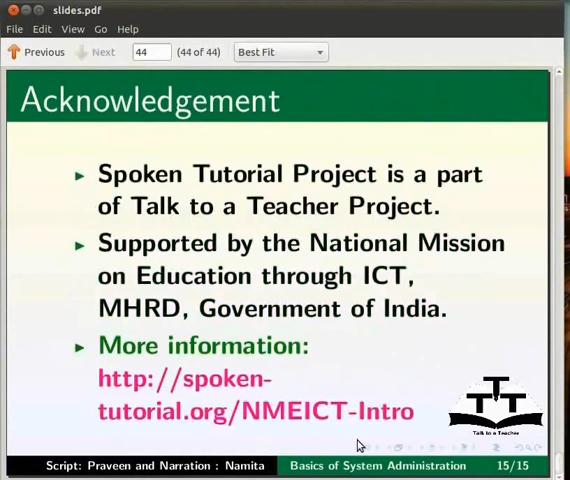 slides.pdf
File Edit View Go Help
Previous Next 44 (44 of 44) Best Fit
Acknowledgement
Spoken Tutorial Project is a part
of Talk to a Teacher Project.
Supported by the National Mission
on Education through ICT,
MHRD, Government of India.
More information:
http://spoken-
tutorial.org/NMEICT-Intro
TTT
Talk to a Teacher
Script: Praveen and Narration : Namita Basics of System Administration 15/15